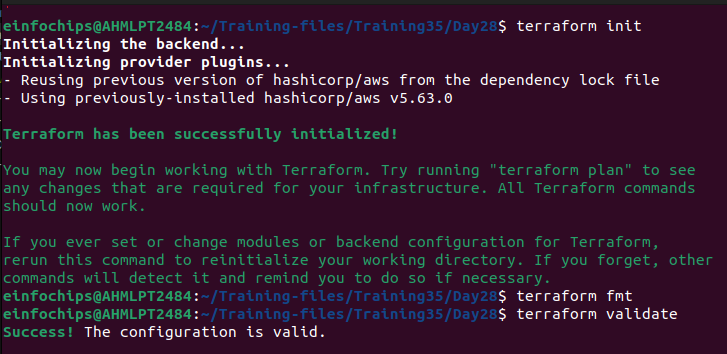 einfochips@AHMLPT2484:~/Training-files/Training35/Day28$ terraform init
Initializing the backend...
Initializing provider plugins...
- Reusing previous version of hashicorp/aws from the dependency lock file
- Using previously-installed hashicorp/aws v5.63.0
Terraform has been successfully initialized!
You may now begin working with Terraform. Try running "terraform plan" to see
any changes that are required for your infrastructure. All Terraform commands
should now work.
If you ever set or change modules or backend configuration for Terraform,
rerun this command to reinitialize your working directory. If you forget, other
commands will detect it and remind you to do so if necessary.
einfochips@AHMLPT2484:~/Training-files/Training35/Day28$ terraform fmt
einfochips@AHMLPT2484:~/Training-files/Training35/Day28$ terraform validate
Success! The configuration is valid.